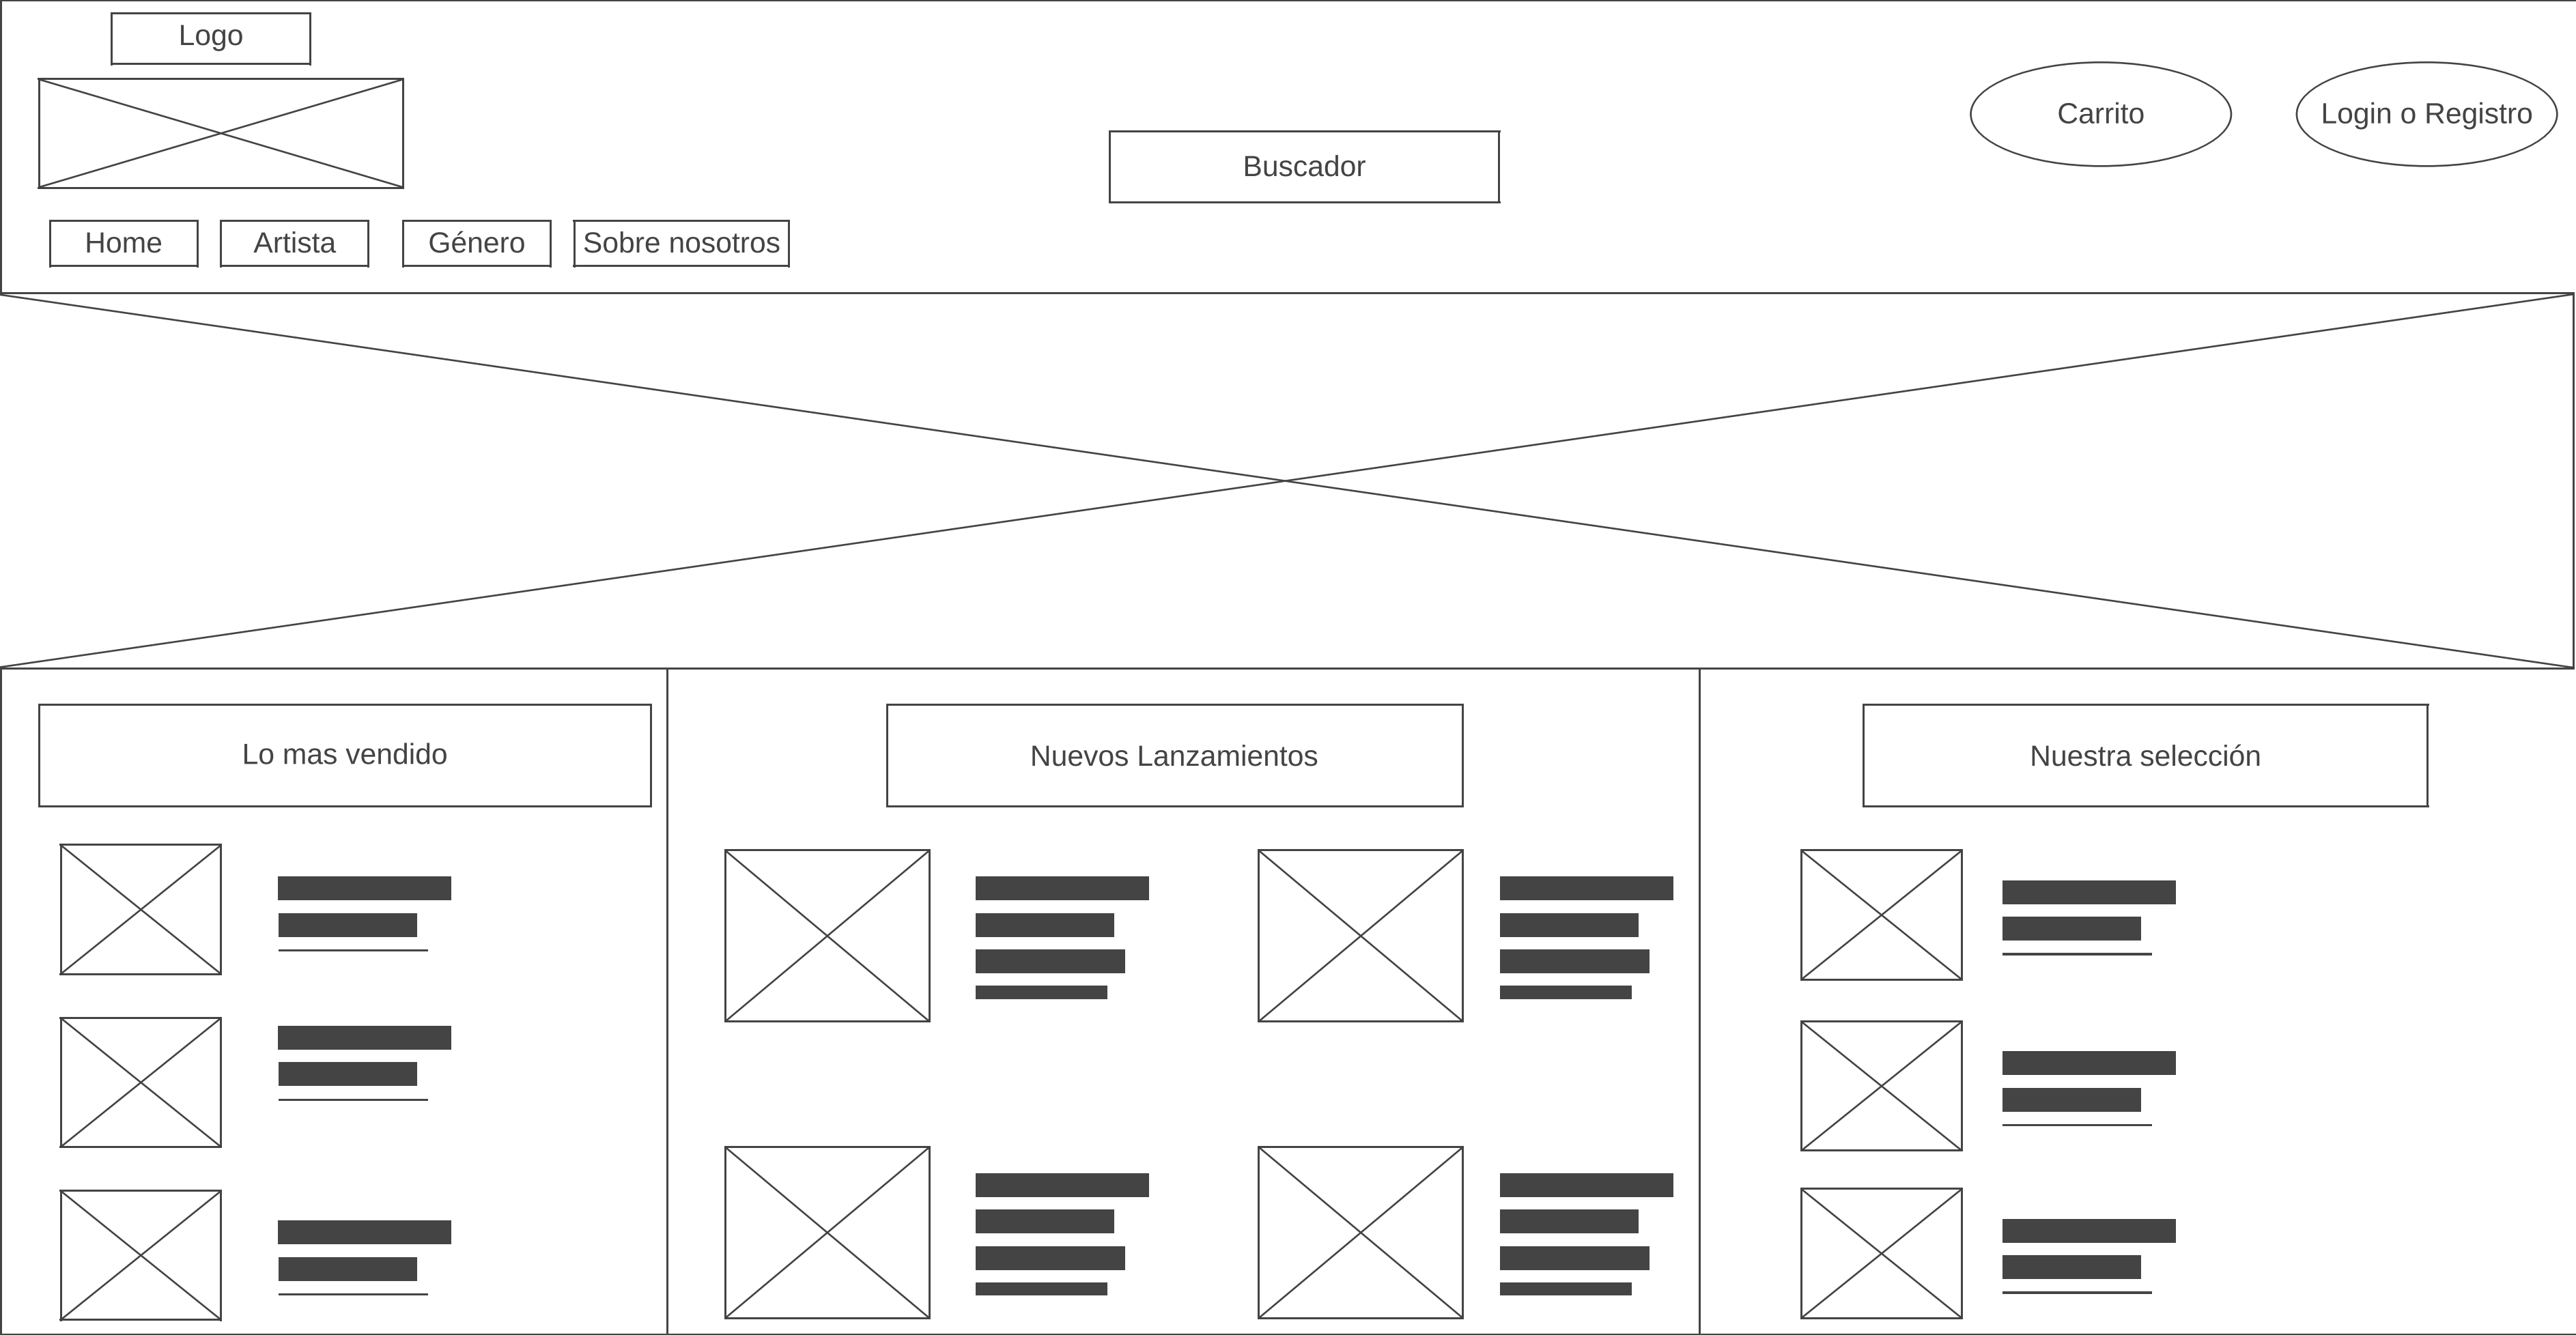 Logo
Carrito
Login o Registro
Buscador
Home
Artista
Género
Sobre nosotros
Lo mas vendido
Nuevos Lanzamientos
Nuestra selección